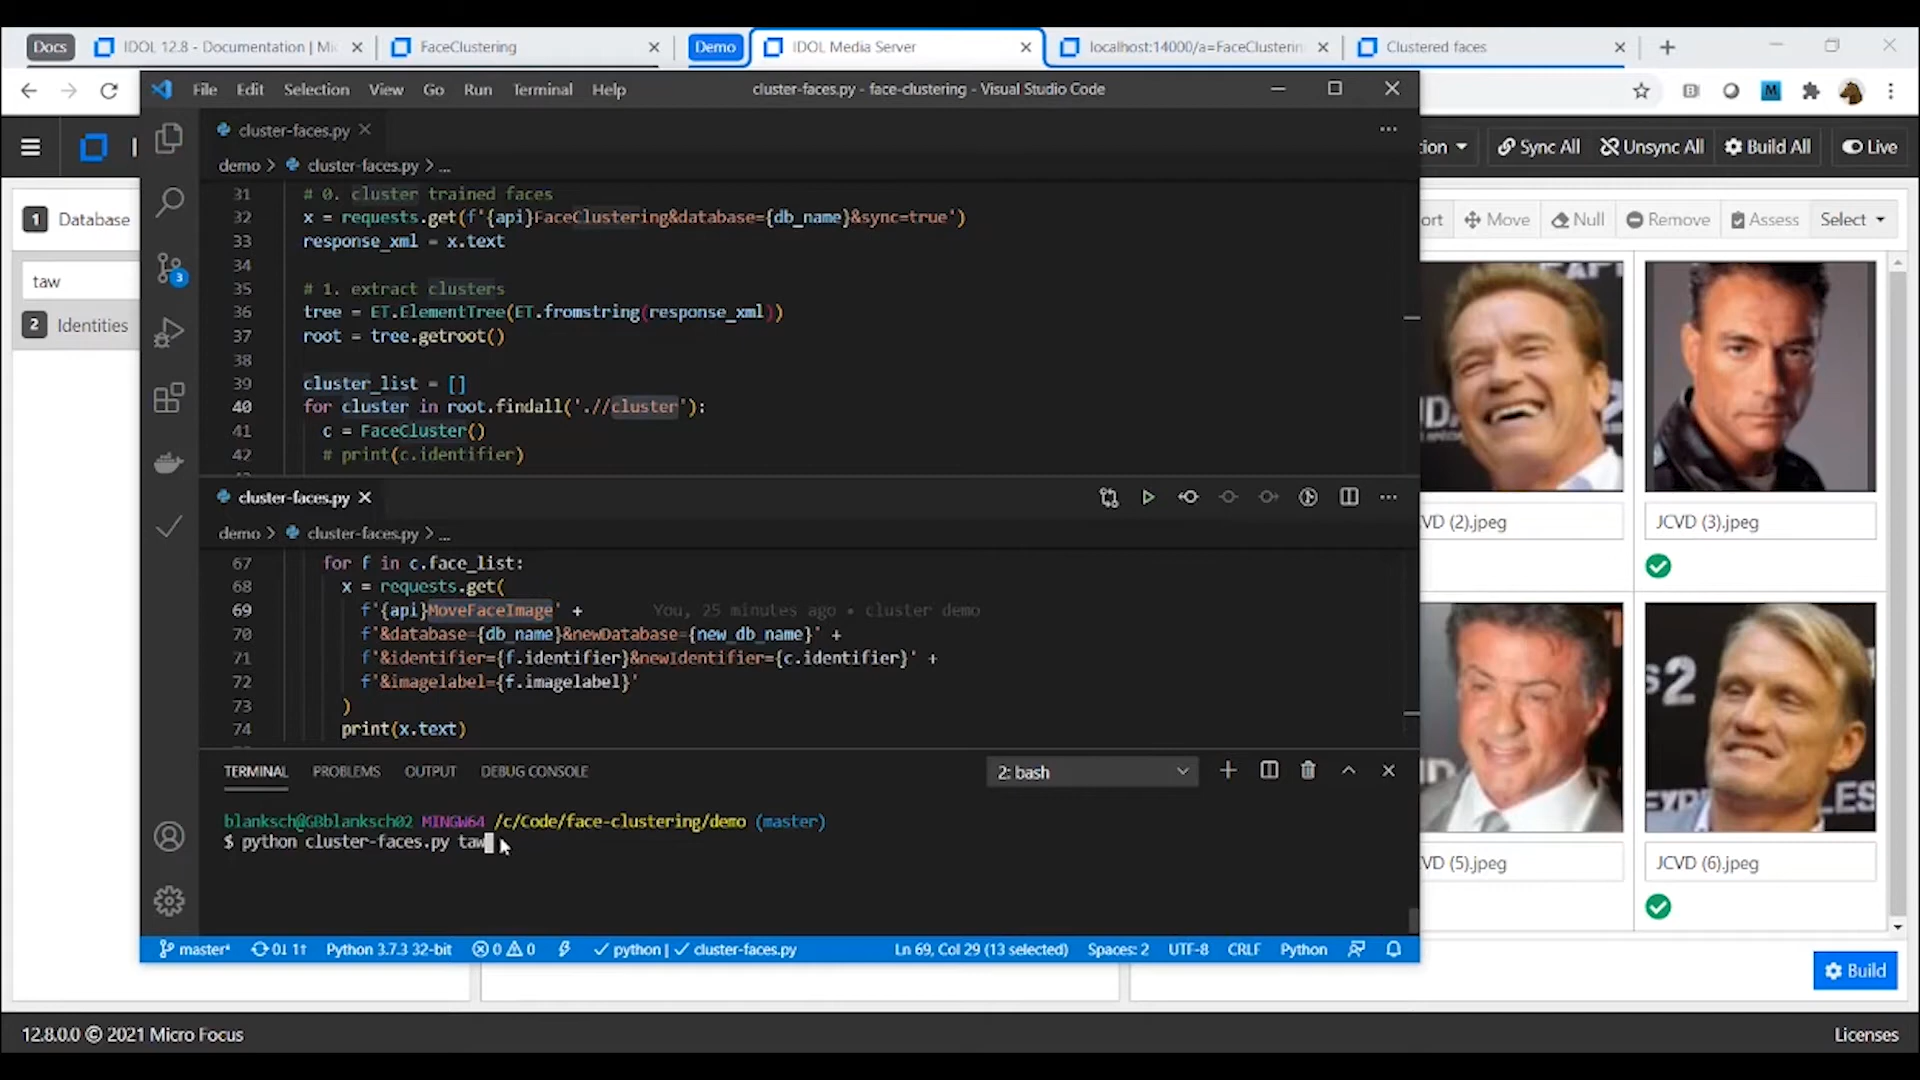 Docs
IDOL 12.8 - Documentation | Mi
FaceClustering
Demo
IDOL Media Server
localhost:14000/a=FaceClusterin
Clustered faces
File Edit Selection View Go Run Terminal Help
cluster-faces.py - face-clustering - Visual Studio Code
cluster-faces.py
demo > cluster-faces.py > ...
31 # 0. cluster trained faces
32 x = requests.get(f'{api}FaceClustering&database={db_name}&sync=true')
33 response_xml = x.text
34
35 # 1. extract clusters
36 tree = ET.ElementTree(ET.fromstring(response_xml))
37 root = tree.getroot()
38
39 cluster_list = []
40 for cluster in root.findall('.//cluster'):
41 c = FaceCluster()
42 # print(c.identifier)
cluster-faces.py
demo > cluster-faces.py > ...
67 for f in c.face_list:
68 x = requests.get(
69 f'{api}MoveFaceImage' + You, 25 minutes ago • cluster demo
70 f'&database={db_name}&newDatabase={new_db_name}' +
71 f'&identifier={f.identifier}&newIdentifier={c.identifier}' +
72 f'&imagelabel={f.imagelabel}'
73 )
74 print(x.text)
TERMINAL PROBLEMS OUTPUT DEBUG CONSOLE
2: bash
blanksch@GBblanksch02 MINGW64 /c/Code/face-clustering/demo (master)
$ python cluster-faces.py taw
master* 0↓ 1↑ Python 3.7.3 32-bit 0 0 python | cluster-faces.py
Ln 69, Col 29 (13 selected) Spaces: 2 UTF-8 CRLF Python
3
1 Database
taw
2 Identities
ion
Sync All
Unsync All
Build All
Live
ort
Move
Null
Remove
Assess
Select
VD (2).jpeg
JCVD (3).jpeg
VD (5).jpeg
JCVD (6).jpeg
Build
12.8.0.0 © 2021 Micro Focus
Licenses